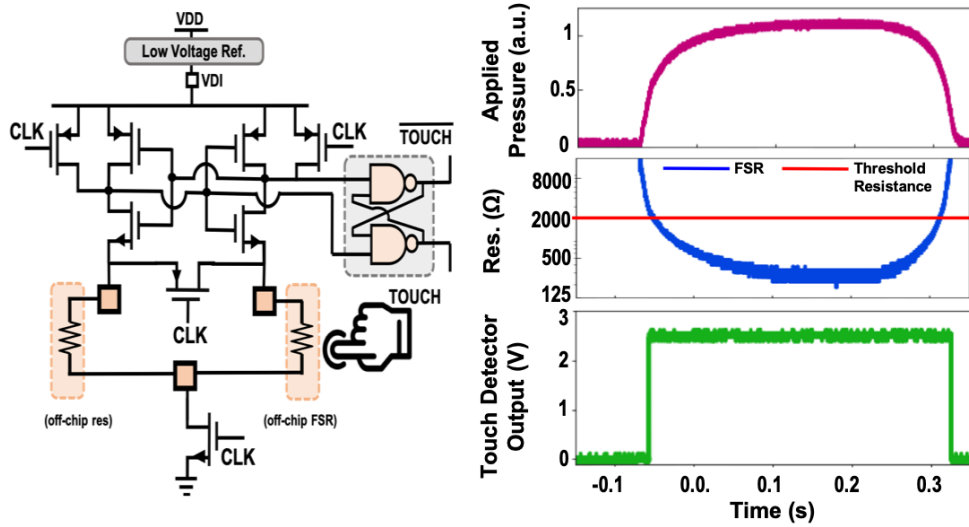 VDD
Low Voltage Ref.
VDI
CLK
CLK
TOUCH
TOUCH
CLK
(off-chip res)
(off-chip FSR)
CLK
Applied
Pressure (a.u.)
1
0.5
0
Res. (Ω)
8000
2000
500
125
FSR
Threshold
Resistance
Touch Detector
Output (V)
3
2
0
-0.1
0.0.
0.1
0.2
0.3
Time (s)